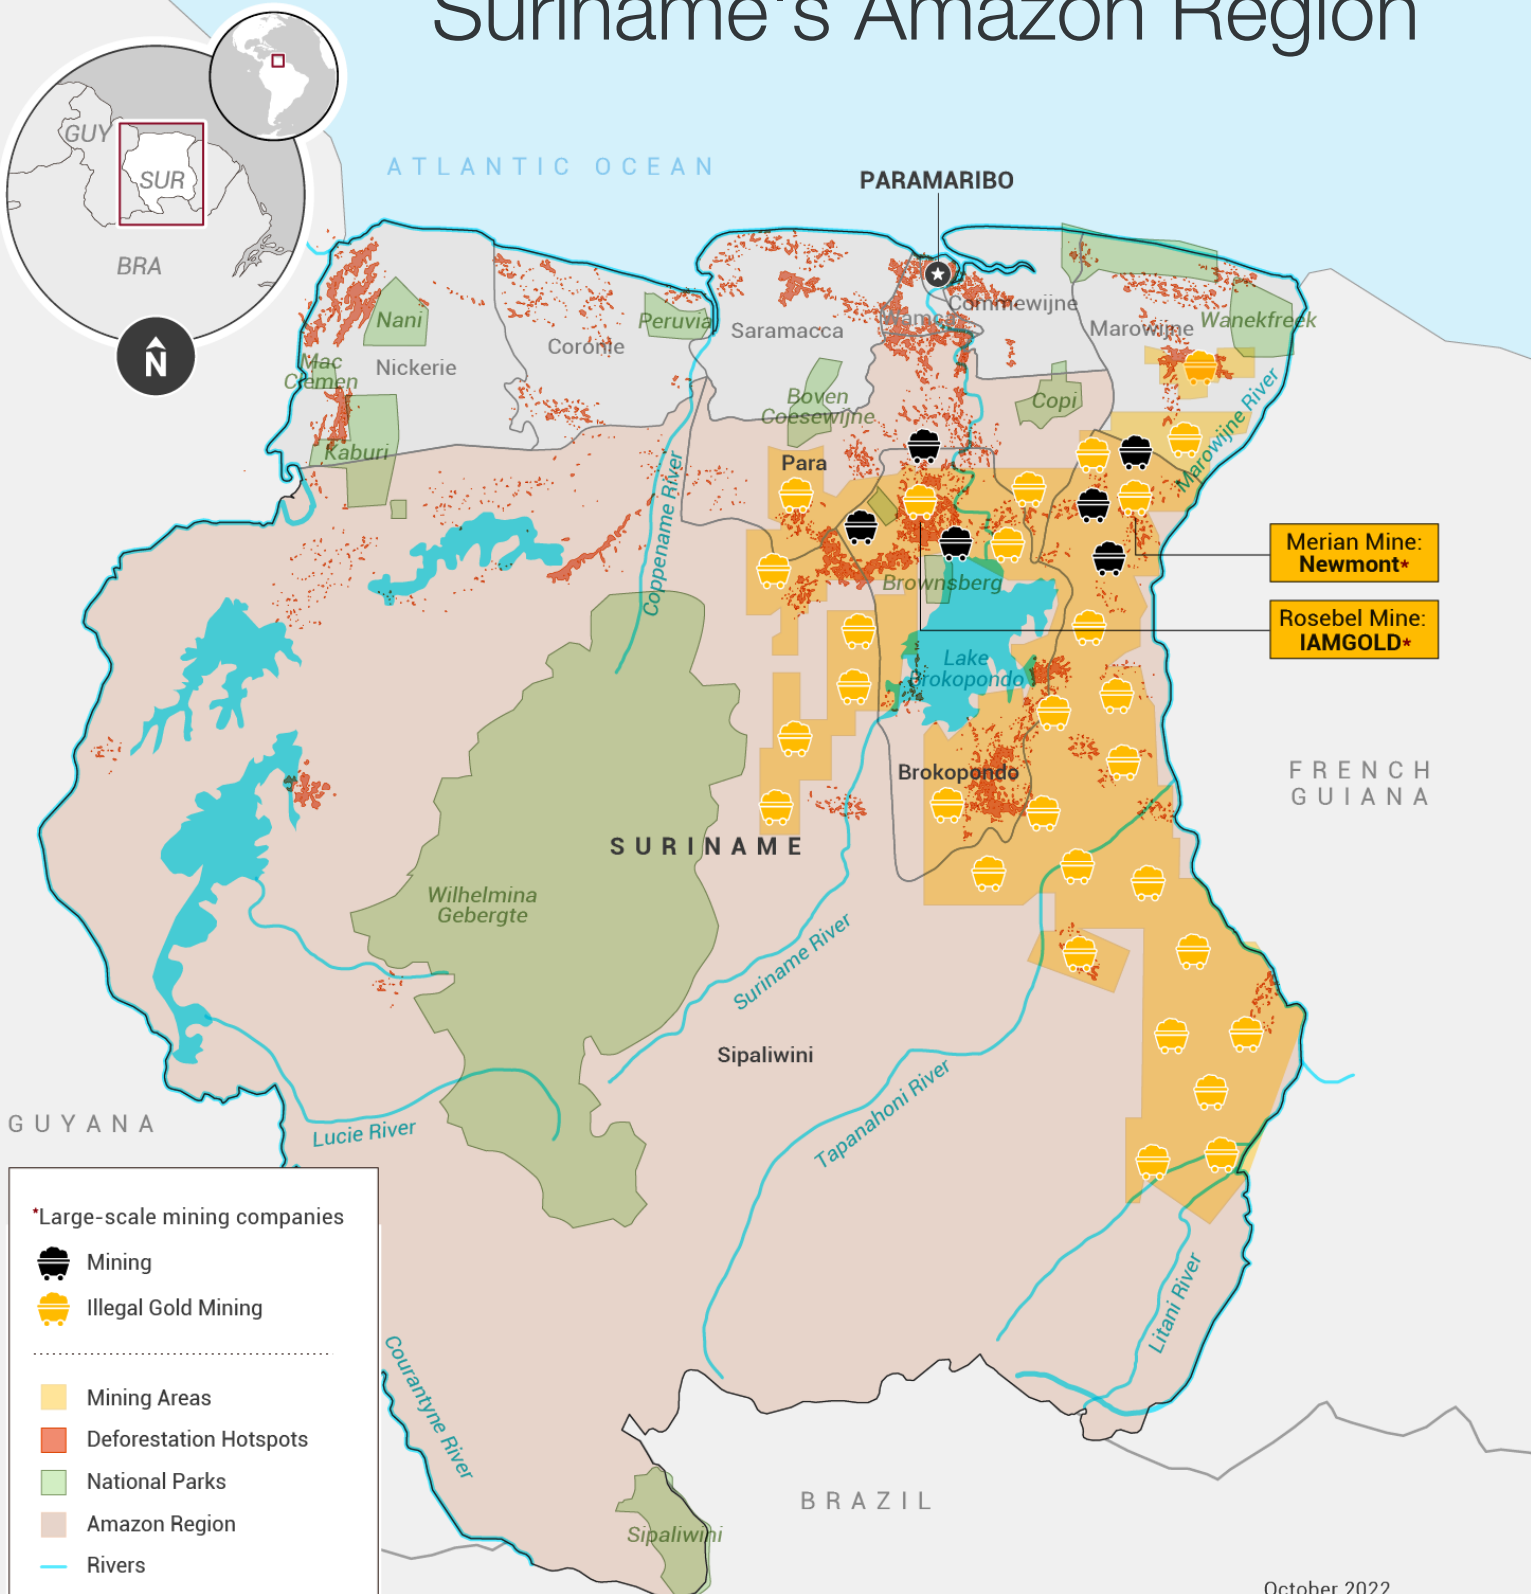 Suriname's Amazon Region
GUY
SUR
BRA
N
ATLANTIC OCEAN
PARAMARIBO
Nani
Nickerie
Mac
Clemen
Kaburi
Coronie
Peruvia
Saramacca
Boven
Coesewijne
Commewijne
Marowijne
Wanekfreek
Copi
Marowijne River
Para
Coppename River
Brownsberg
Merian Mine:
Newmont*
Rosebel Mine:
IAMGOLD*
Lake
Brokopondo
Brokopondo
FRENCH
GUIANA
SURINAME
Wilhelmina
Gebergte
Suriname River
Sipaliwini
Tapanahoni River
GUYANA
Lucie River
Litani River
Courantyne River
BRAZIL
Sipaliwini
*Large-scale mining companies
Mining
Illegal Gold Mining
Mining Areas
Deforestation Hotspots
National Parks
Amazon Region
Rivers
October 2022